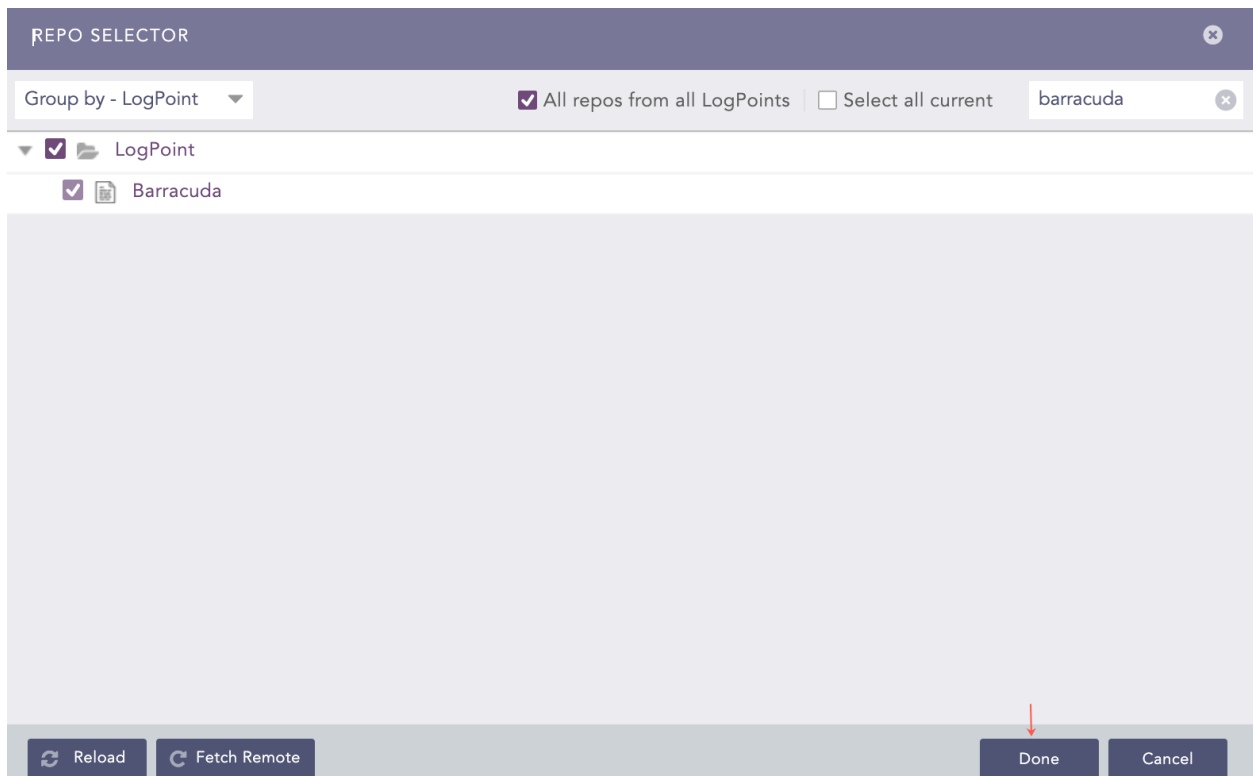 REPO SELECTOR
Group by - LogPoint All repos from all LogPoints Select all current barracuda
LogPoint
Barracuda
Reload Fetch Remote Done Cancel